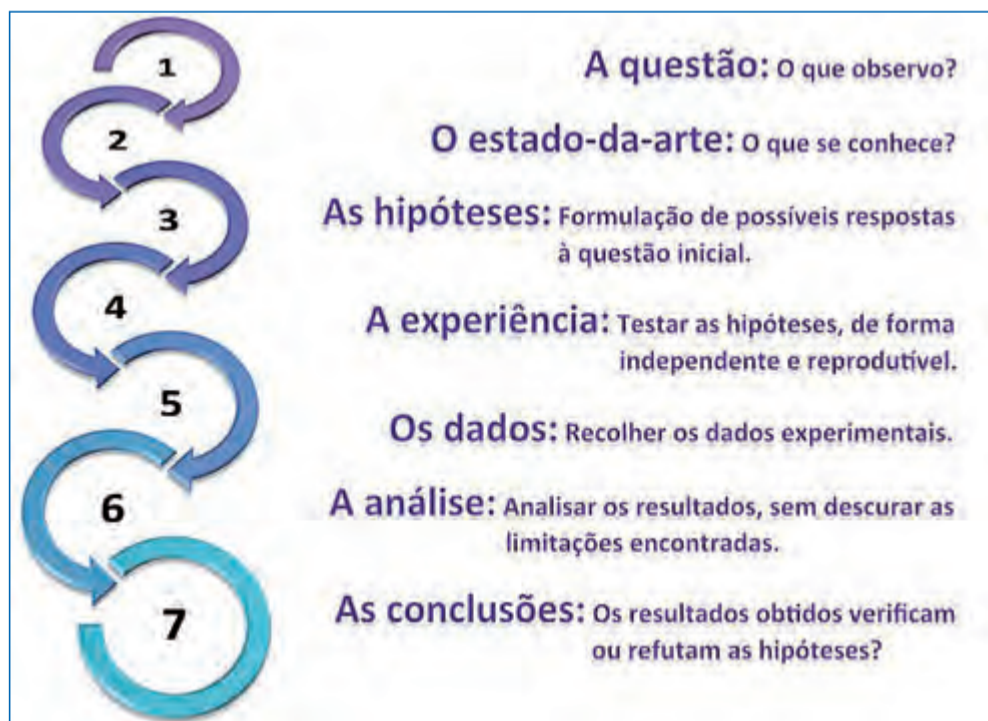 1
A questão: O que observo?
2
O estado-da-arte: O que se conhece?
3
As hipóteses: Formulação de possíveis respostas
à questão inicial.
4
A experiência: Testar as hipóteses, de forma
independente e reprodutível.
5
Os dados: Recolher os dados experimentais.
6
A análise: Analisar os resultados, sem descurar as
limitações encontradas.
7
As conclusões: Os resultados obtidos verificam
ou refutam as hipóteses?